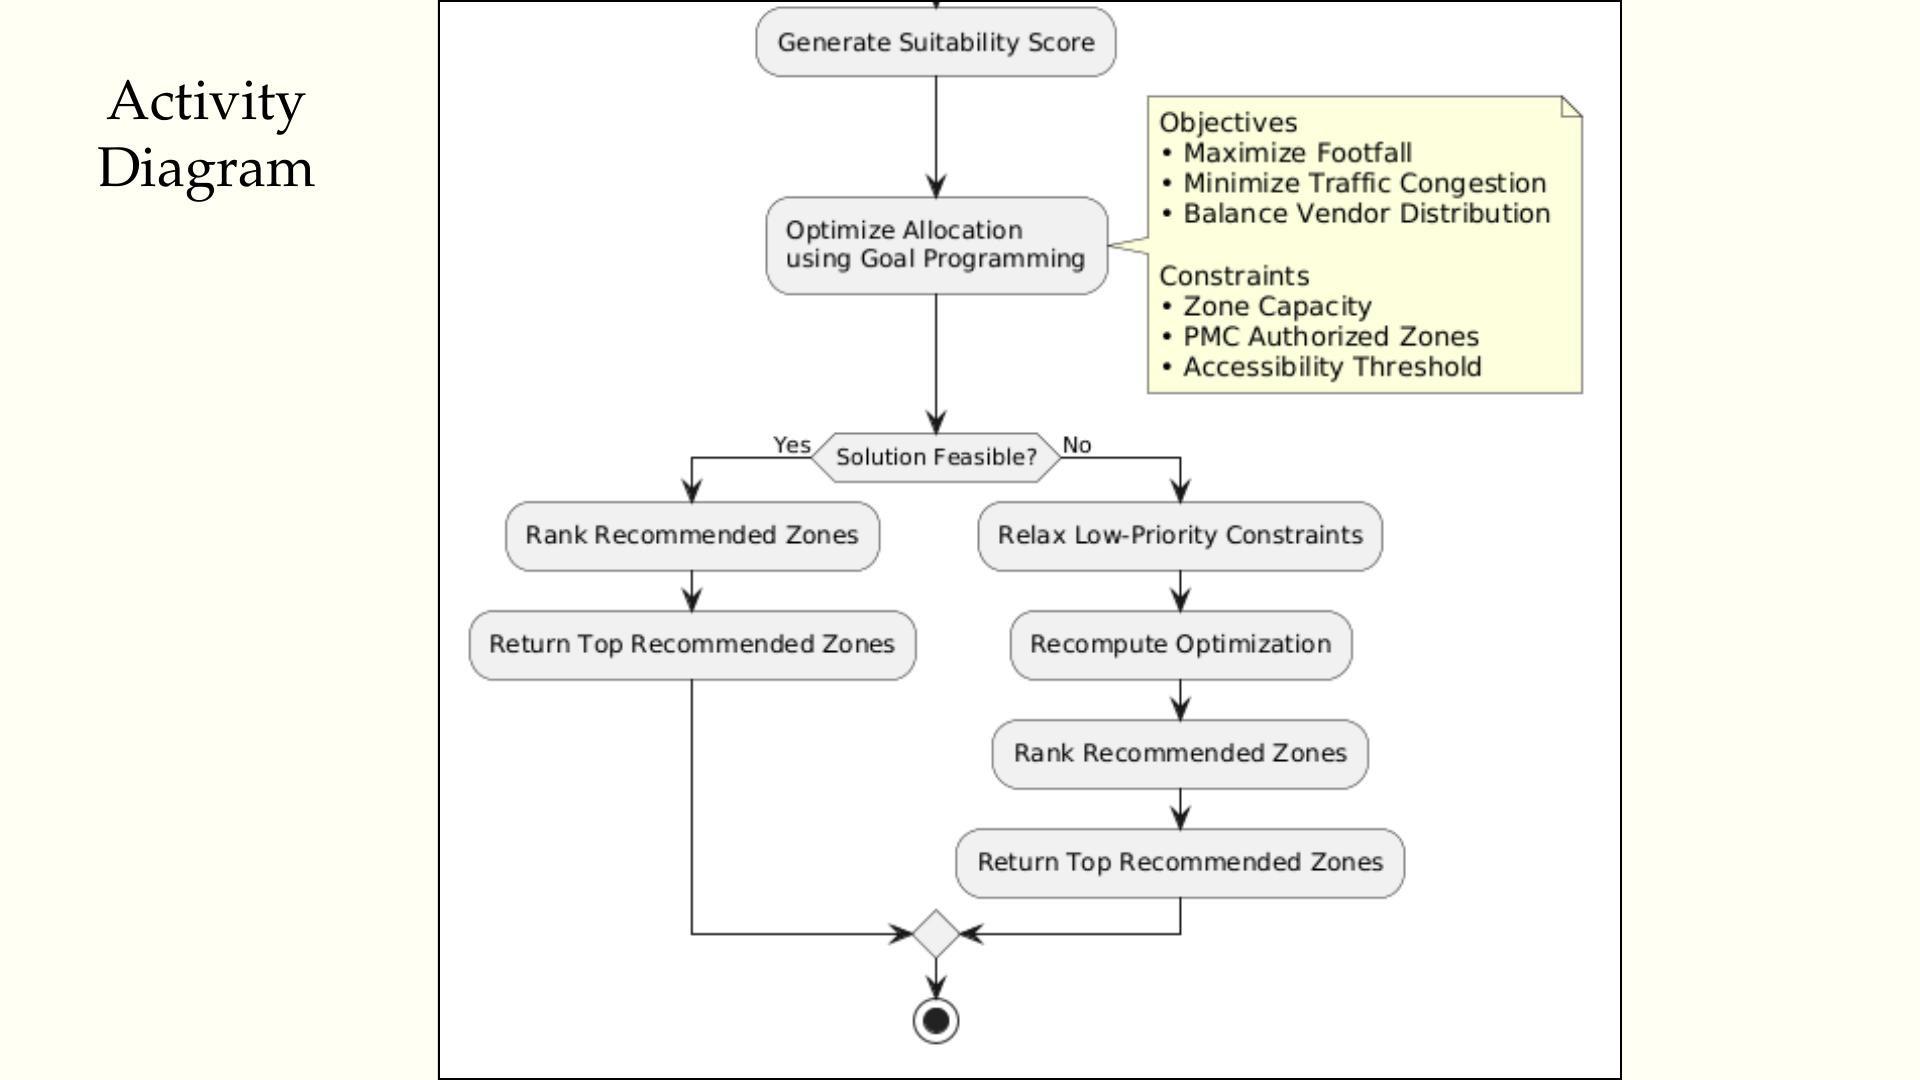 Activity
Diagram
Generate Suitability Score
Objectives
• Maximize Footfall
• Minimize Traffic Congestion
• Balance Vendor Distribution
Constraints
• Zone Capacity
• PMC Authorized Zones
• Accessibility Threshold
Optimize Allocation
using Goal Programming
Yes
Solution Feasible?
No
Rank Recommended Zones
Return Top Recommended Zones
Relax Low-Priority Constraints
Recompute Optimization
Rank Recommended Zones
Return Top Recommended Zones